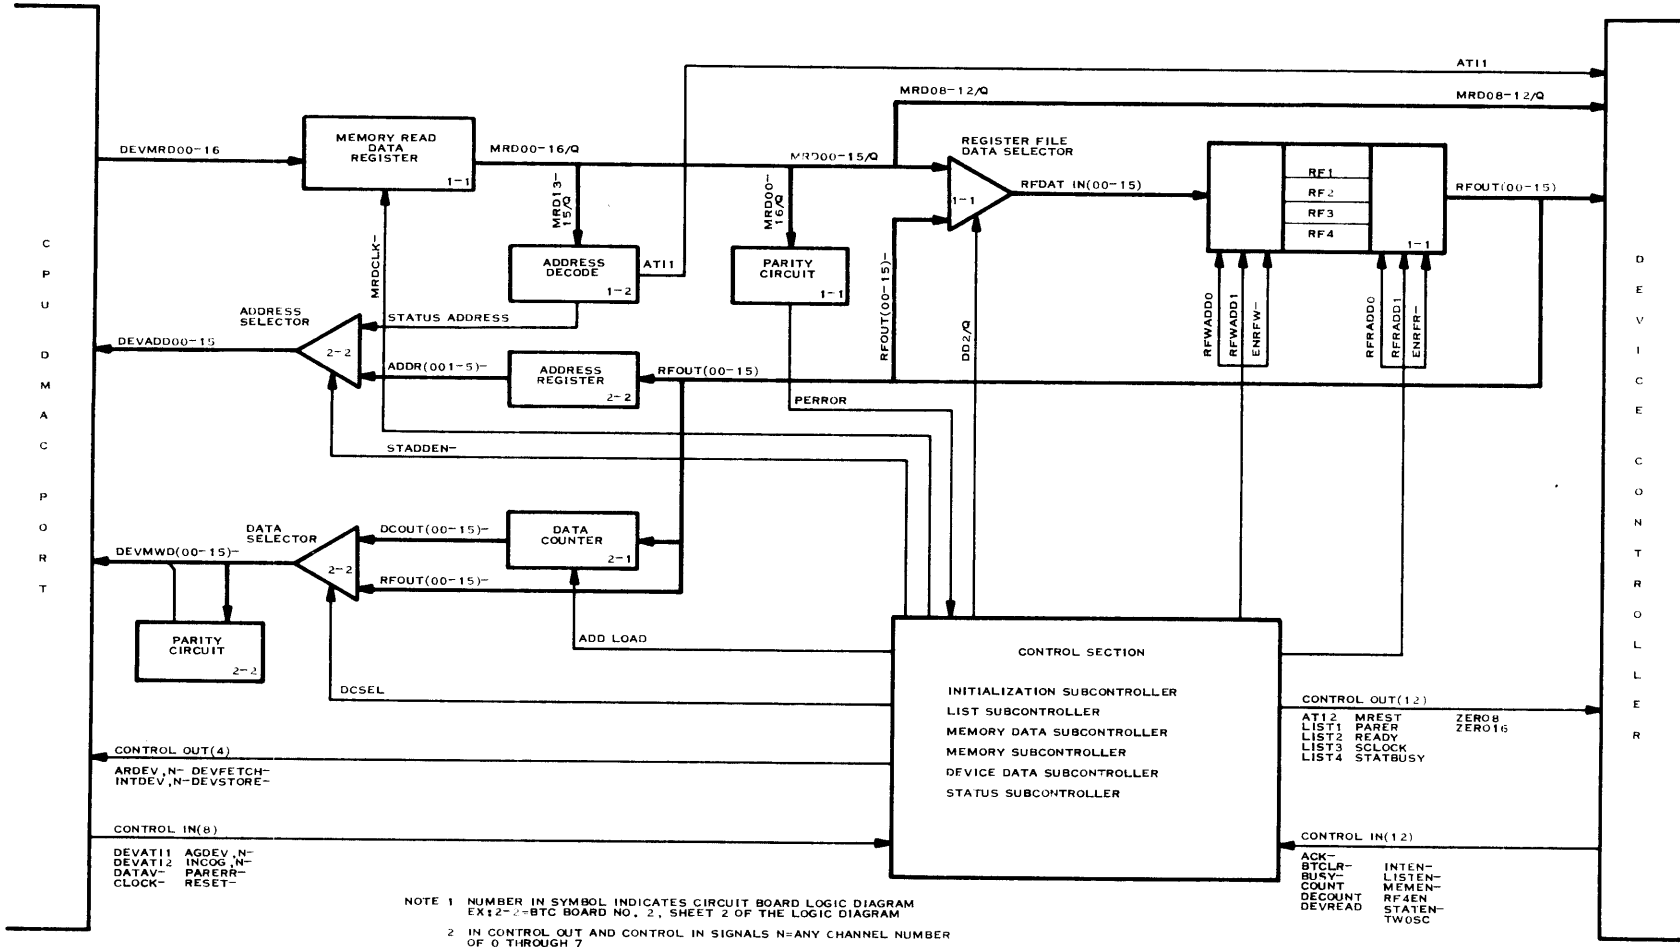 CPU DMAC PORT
DEVICE CONTROLLER
ATI1
MRD08-12/Q
MRD08-12/Q
DEVMRD00-16
MEMORY READ
DATA
REGISTER
1-1
MRD00-16/Q
MRD00-15/Q
REGISTER FILE
DATA SELECTOR
1-1
RFDAT IN(00-15)
RF1
RF2
RF3
RF4
1-1
RFOUT(00-15)
MRD13-
15/Q
MRD00-
16/Q
MRDCLK-
ADDRESS
DECODE
1-2
ATI1
PARITY
CIRCUIT
1-1
RFOUT(00-15)-
DD2/Q
RFWADD0
RFWADD1
ENRFW-
RFRADD0
RFRADD1
ENRFR-
ADDRESS
SELECTOR
STATUS ADDRESS
DEVADD00-15
2-2
ADDR(001-5)-
ADDRESS
REGISTER
2-2
RFOUT(00-15)
PERROR
STADDEN-
DATA
SELECTOR
DCOUT(00-15)-
DATA
COUNTER
2-1
DEVMWD(00-15)-
2-2
RFOUT(00-15)-
PARITY
CIRCUIT
2-2
ADD LOAD
DCSEL
CONTROL SECTION
INITIALIZATION SUBCONTROLLER
LIST SUBCONTROLLER
MEMORY DATA SUBCONTROLLER
MEMORY SUBCONTROLLER
DEVICE DATA SUBCONTROLLER
STATUS SUBCONTROLLER
CONTROL OUT(12)
AT12 MREST ZERO8
LIST1 PARER ZERO16
LIST2 READY
LIST3 SCLOCK
LIST4 STATBUSY
CONTROL OUT(4)
ARDEV,N- DEVFETCH-
INTDEV,N-DEVSTORE-
CONTROL IN(8)
DEVATI1 AGDEV,N-
DEVATI2 INCOG,N-
DATAV- PARERR-
CLOCK- RESET-
CONTROL IN(12)
ACK-
BTCLR- INTEN-
BUSY- LISTEN-
COUNT MEMEN-
DECOUNT RF4EN
DEVREAD STATEN-
TWOSC
NOTE 1 NUMBER IN SYMBOL INDICATES CIRCUIT BOARD LOGIC DIAGRAM
EX:2-2=BTC BOARD NO. 2, SHEET 2 OF THE LOGIC DIAGRAM
2 IN CONTROL OUT AND CONTROL IN SIGNALS N=ANY CHANNEL NUMBER
OF 0 THROUGH 7